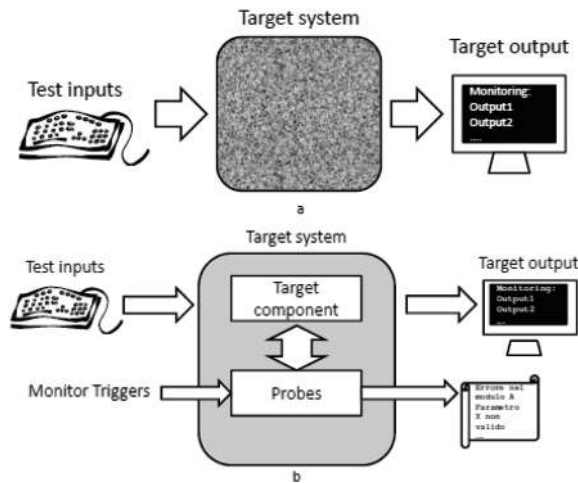 Target system
Test inputs
Target output
Monitoring:
Output1
Output2
....
a
Target system
Test inputs
Target component
Target output
Monitoring:
Output1
Output2
...
Monitor Triggers
Probes
Errore nel
modulo A
Parametro
X non
valido
...
b